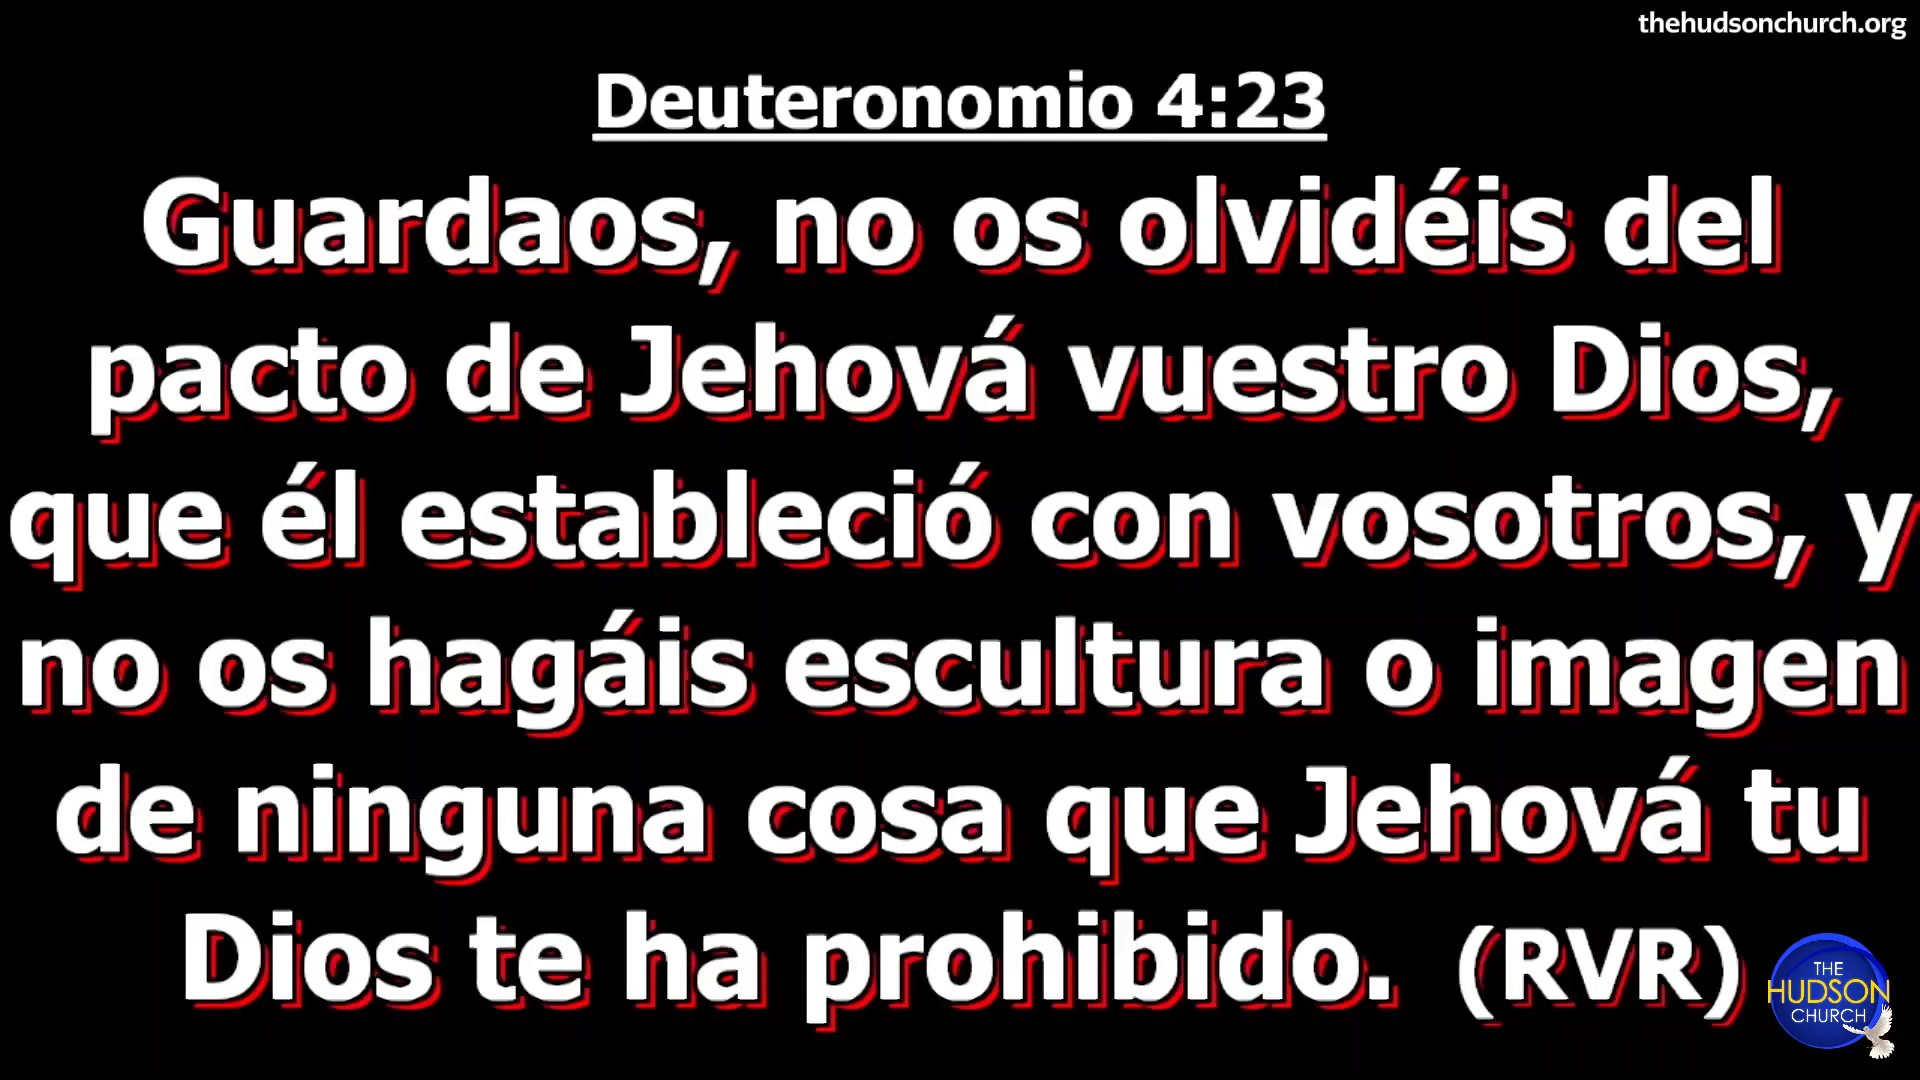 thehudsonchurch.org
Deuteronomio 4:23
Guardaos, no os olvidéis del
pacto de Jehová vuestro Dios,
que él estableció con vosotros, y
no os hagáis escultura o imagen
de ninguna cosa que Jehová tu
Dios te ha prohibido. (RVR)
THE
HUDSON
CHURCH